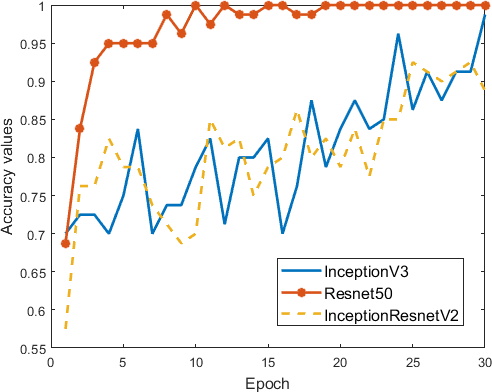 1
0.95
0.9
0.85
0.8
0.75
0.7
0.65
0.6
0.55
0 5 10 15 20 25 30
Accuracy values
Epoch
InceptionV3
Resnet50
InceptionResnetV2